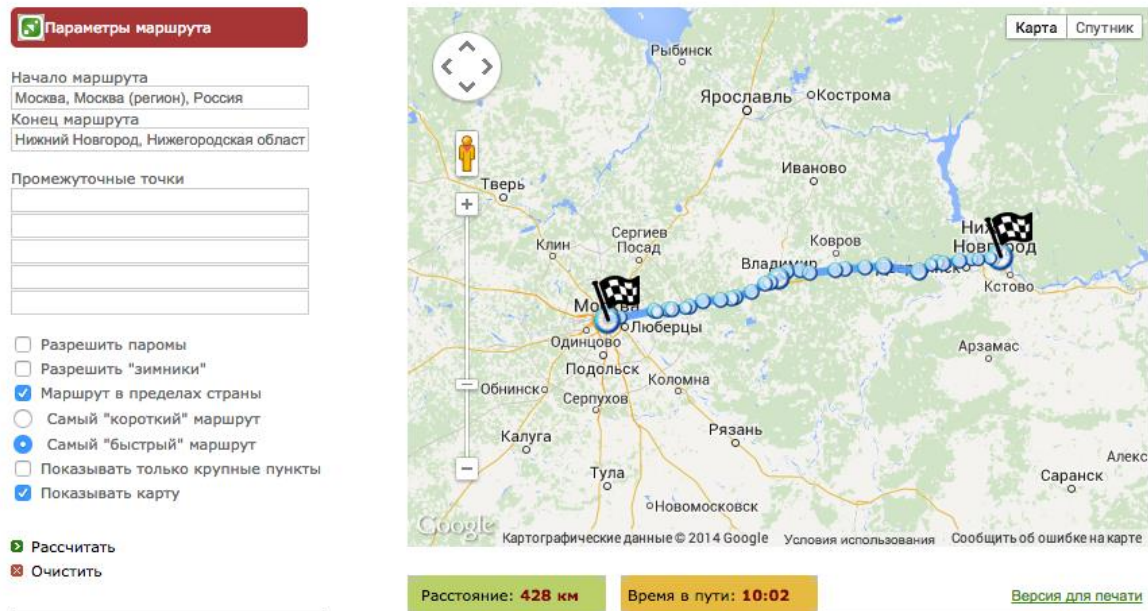 Параметры маршрута
Начало маршрута
Москва, Москва (регион), Россия
Конец маршрута
Нижний Новгород, Нижегородская област
Промежуточные точки
Разрешить паромы
Разрешить "зимники"
Маршрут в пределах страны
Самый "короткий" маршрут
Самый "быстрый" маршрут
Показывать только крупные пункты
Показывать карту
Рассчитать
Очистить
Карта
Спутник
Рыбинск
Ярославль
Кострома
Иваново
Тверь
Клин
Сергиев
Посад
Ковров
Владимир
Кстово
Люберцы
Одинцово
Подольск
Коломна
Обнинск
Серпухов
Арзамас
Калуга
Рязань
Тула
Саранск
Алекс
Новомосковск
Google
Картографические данные © 2014 Google
Условия использования
Сообщить об ошибке на карте
Расстояние: 428 км
Время в пути: 10:02
Версия для печати